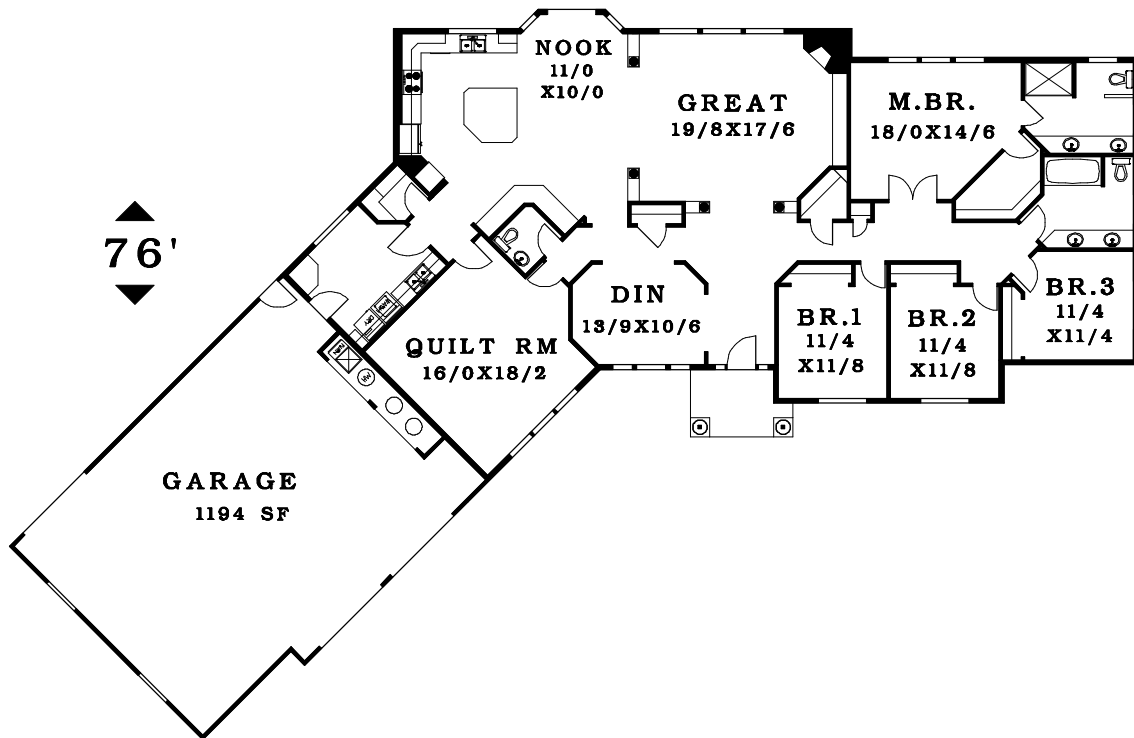 NOOK
11/0
X10/0
GREAT
19/8X17/6
M.BR.
18/0X14/6
76'
DIN
13/9X10/6
BR.1
11/4
X11/8
BR.2
11/4
X11/8
BR.3
11/4
X11/4
QUILT RM
16/0X18/2
GARAGE
1194 SF
DRY
HW